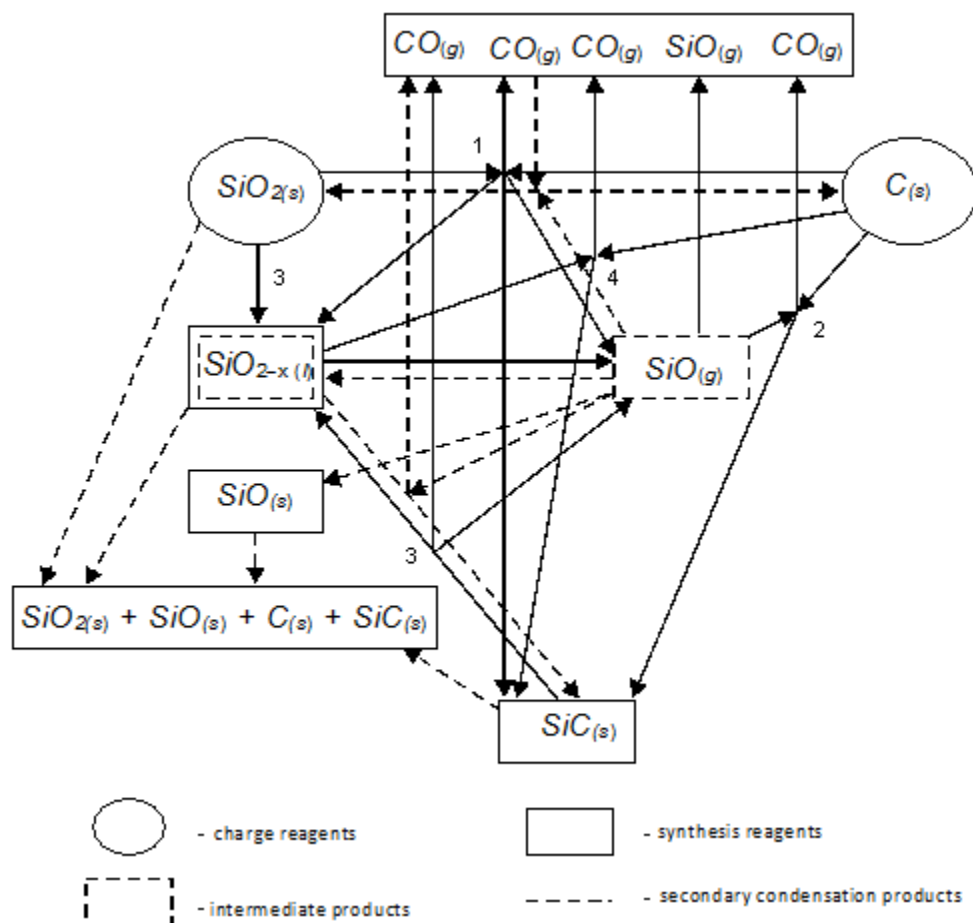 CO(g) CO(g) CO(g) SiO(g) CO(g)
1
SiO2(s) C(s)
3 4
2
SiO2–x (l) SiO(g)
SiO(s)
3
SiO2(s) + SiO(s) + C(s) + SiC(s)
SiC(s)
- charge reagents - synthesis reagents
- intermediate products - secondary condensation products